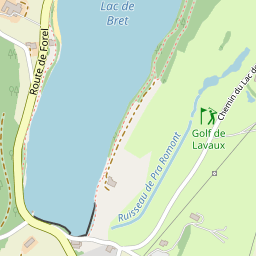 Lac de
Bret
Route de Forel
Chemin du Lac de
Golf de
Lavaux
Ruisseau de Pra Romont